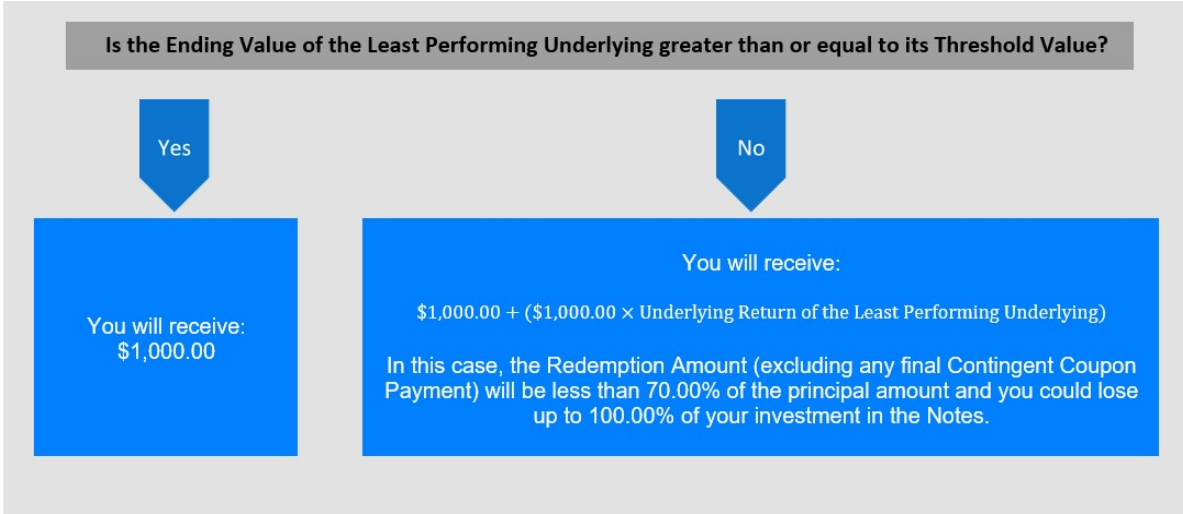 Is the Ending Value of the Least Performing Underlying greater than or equal to its Threshold Value?
Yes
No
You will receive:
$1,000.00
You will receive:
$1,000.00 + ($1,000.00 × Underlying Return of the Least Performing Underlying)
In this case, the Redemption Amount (excluding any final Contingent Coupon
Payment) will be less than 70.00% of the principal amount and you could lose
up to 100.00% of your investment in the Notes.